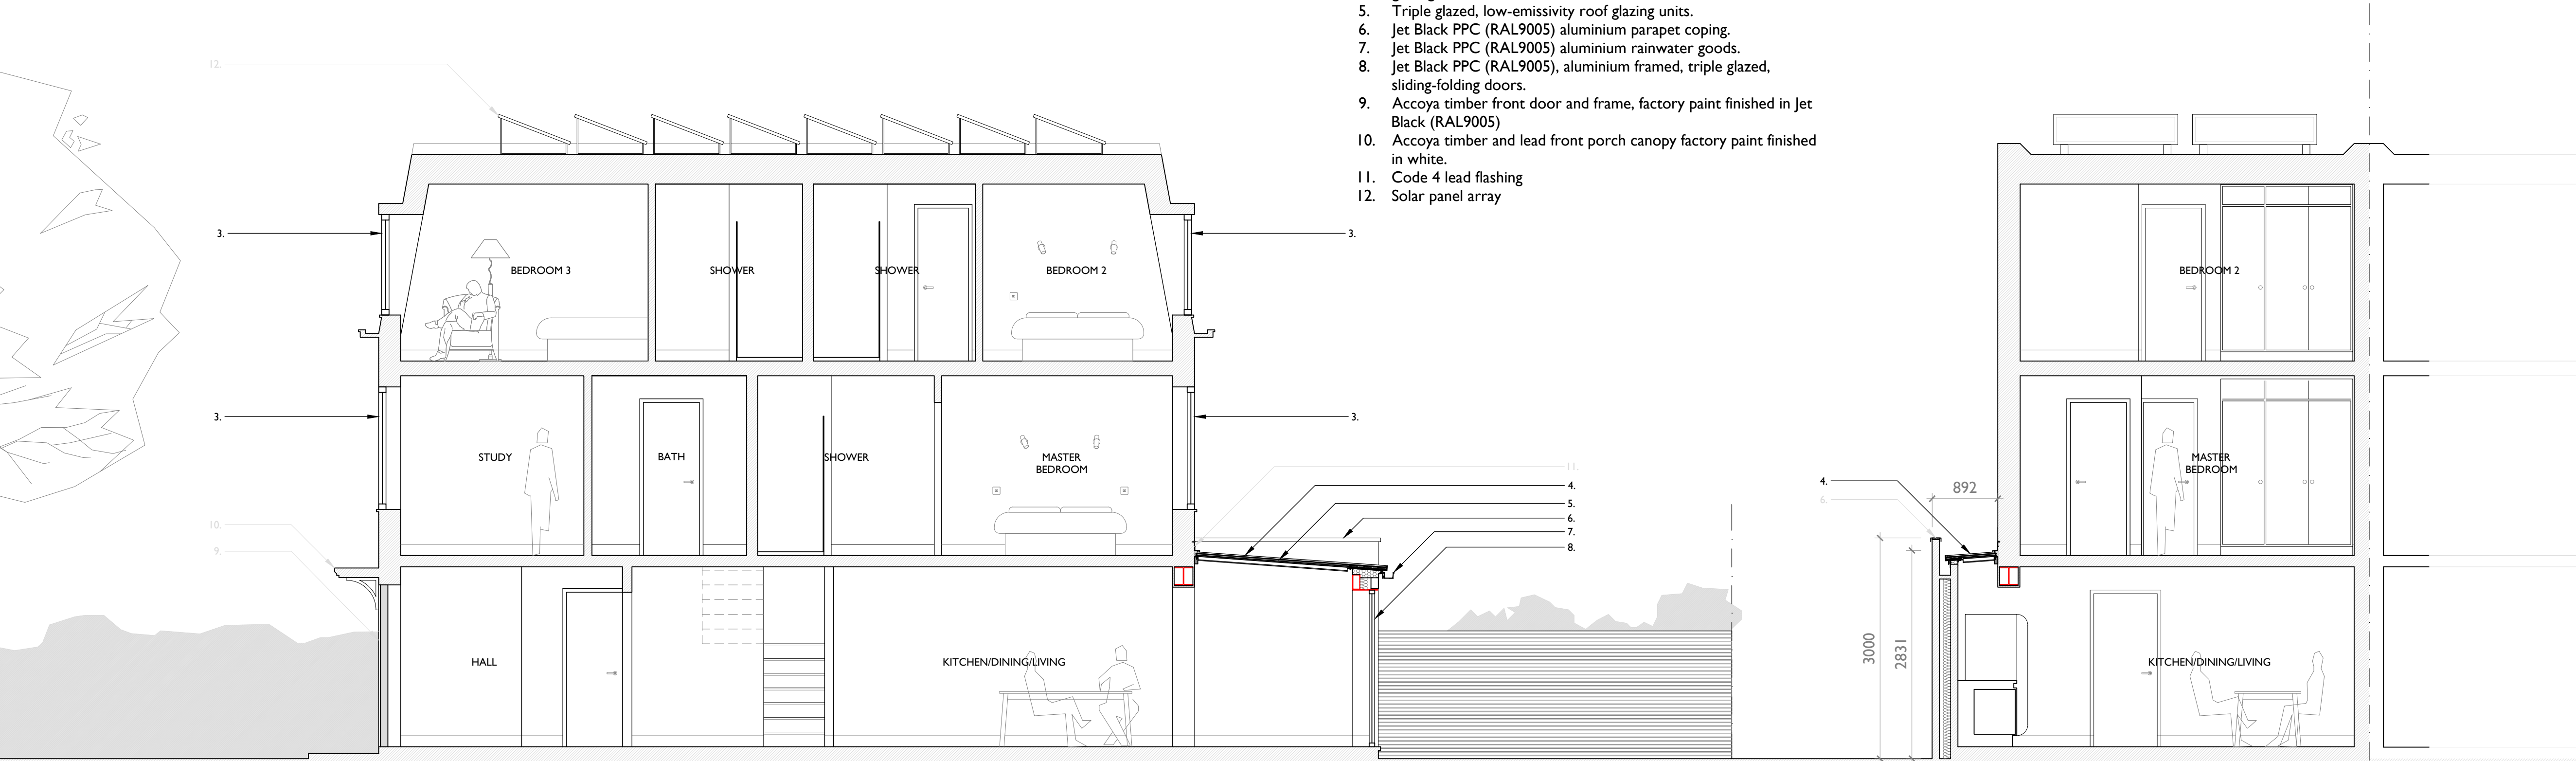 5. Triple glazed, low-emissivity roof glazing units.
6. Jet Black PPC (RAL9005) aluminium parapet coping.
7. Jet Black PPC (RAL9005) aluminium rainwater goods.
8. Jet Black PPC (RAL9005), aluminium framed, triple glazed,
sliding-folding doors.
9. Accoya timber front door and frame, factory paint finished in Jet
Black (RAL9005)
10. Accoya timber and lead front porch canopy factory paint finished
in white.
11. Code 4 lead flashing
12. Solar panel array
12.
3.
3.
BEDROOM 3
SHOWER
SHOWER
BEDROOM 2
BEDROOM 2
3.
3.
STUDY
BATH
SHOWER
MASTER
BEDROOM
MASTER
BEDROOM
11.
4.
5.
6.
7.
8.
4.
6.
892
10.
9.
3000
2831
HALL
KITCHEN/DINING/LIVING
KITCHEN/DINING/LIVING